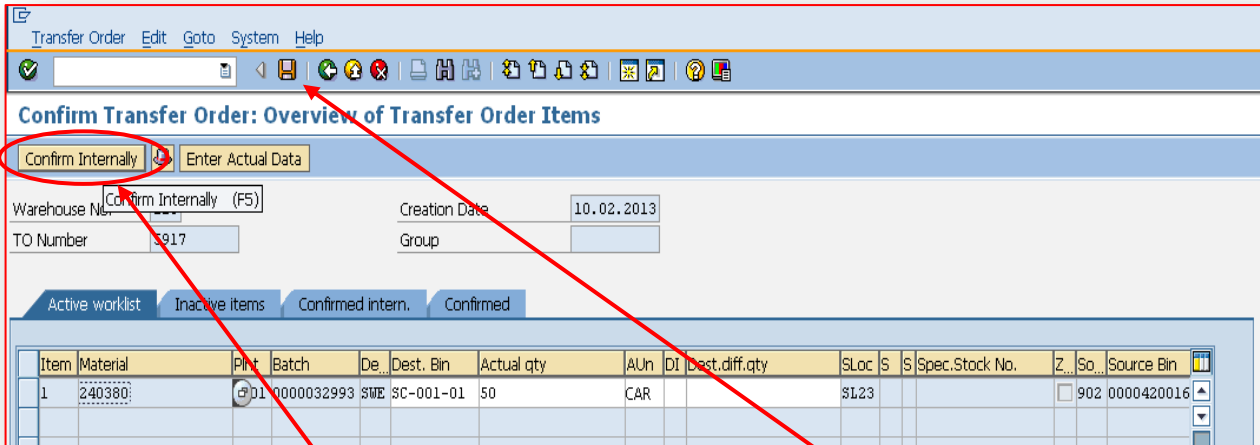 Transfer Order Edit Goto System Help
Confirm Transfer Order: Overview of Transfer Order Items
Confirm Internally Enter Actual Data
Confirm Internally (F5)
Warehouse No. Creation Date 10.02.2013
TO Number 5917 Group
Active worklist Inactive items Confirmed intern. Confirmed
Item Material Plnt Batch De... Dest. Bin Actual qty AUn DI Dest.diff.qty SLoc S S Spec.Stock No. Z... So... Source Bin
1 240380 01 0000032993 SWE SC-001-01 50 CAR SL23 902 0000420016